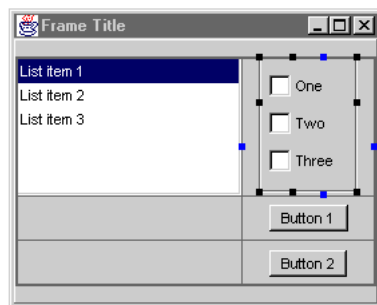 Frame Title
List item 1
List item 2
List item 3
One
Two
Three
Button 1
Button 2